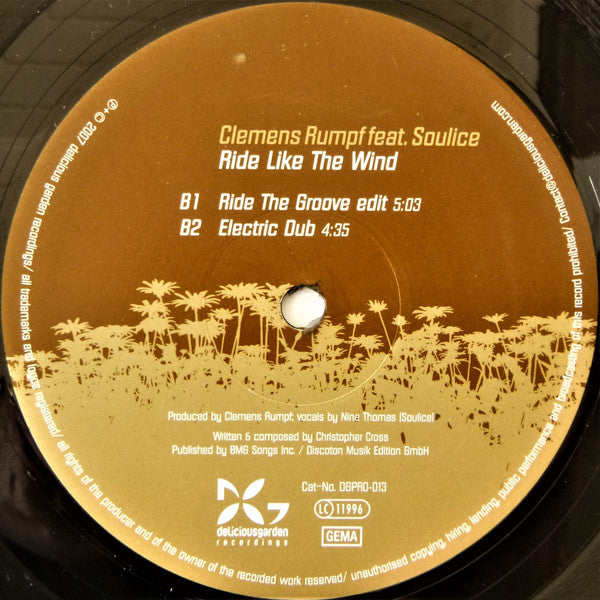 Clemens Rumpf feat. Soulice
Ride Like The Wind
B1 Ride The Groove edit 5:03
B2 Electric Dub 4:35
Produced by Clemens Rumpf; vocals by Nina Thomas (Soulice)
Written & composed by Christopher Cross
Published by BMG Songs Inc. / Discoton Musik Edition GmbH
Cat-No. DGPRO-013
LC 11996
GEMA
DG
deliciousgarden
recordings
℗+© 2007 delicious garden recordings/ all trademarks and logos registered/ all rights of the producer and of the owner of the recorded work reserved/ unauthorised copying, hiring, lending, public performance and broadcasting of this record prohibited/ Contact@deliciousgarden.com